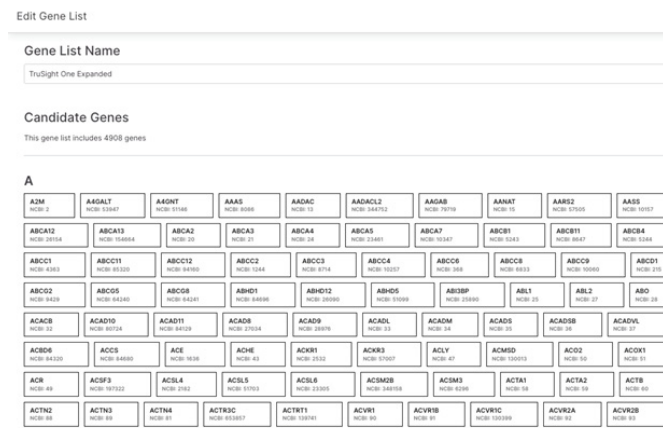 Edit Gene List
Gene List Name
TruSight One Expanded
Candidate Genes
This gene list includes 4908 genes
A
A2M A4GALT A4GNT AAAS AADAC AADACL2 AAGAB AANAT AARS2 AASS
NCBI: 2 NCBI: 53947 NCBI: 51146 NCBI: 8086 NCBI: 13 NCBI: 344752 NCBI: 79719 NCBI: 15 NCBI: 57505 NCBI: 10157
ABCA12 ABCA13 ABCA2 ABCA3 ABCA4 ABCA5 ABCA7 ABCB1 ABCB11 ABCB4
NCBI: 26154 NCBI: 154664 NCBI: 20 NCBI: 21 NCBI: 24 NCBI: 23461 NCBI: 10347 NCBI: 5243 NCBI: 8647 NCBI: 5244
ABCC1 ABCC11 ABCC12 ABCC2 ABCC3 ABCC4 ABCC6 ABCC8 ABCC9 ABCD1
NCBI: 4363 NCBI: 85320 NCBI: 94160 NCBI: 1244 NCBI: 8714 NCBI: 10257 NCBI: 368 NCBI: 6833 NCBI: 10060 NCBI: 215
ABCG2 ABCG5 ABCG8 ABHD1 ABHD12 ABHD5 ABI3BP ABL1 ABL2 ABO
NCBI: 9429 NCBI: 64240 NCBI: 64241 NCBI: 84696 NCBI: 26090 NCBI: 51099 NCBI: 25890 NCBI: 25 NCBI: 27 NCBI: 28
ACACB ACAD10 ACAD11 ACAD8 ACAD9 ACADL ACADM ACADS ACADSB ACADVL
NCBI: 32 NCBI: 80724 NCBI: 84129 NCBI: 27034 NCBI: 28976 NCBI: 33 NCBI: 34 NCBI: 35 NCBI: 36 NCBI: 37
ACBD6 ACCS ACE ACHE ACKR1 ACKR3 ACLY ACMSD ACO2 ACOX1
NCBI: 84320 NCBI: 84680 NCBI: 1636 NCBI: 43 NCBI: 2532 NCBI: 57007 NCBI: 47 NCBI: 130013 NCBI: 50 NCBI: 51
ACR ACSF3 ACSL4 ACSL5 ACSL6 ACSM2B ACSM3 ACTA1 ACTA2 ACTB
NCBI: 49 NCBI: 197322 NCBI: 2182 NCBI: 51703 NCBI: 23305 NCBI: 348158 NCBI: 6296 NCBI: 58 NCBI: 59 NCBI: 60
ACTN2 ACTN3 ACTN4 ACTR3C ACTRT1 ACVR1 ACVR1B ACVR1C ACVR2A ACVR2B
NCBI: 88 NCBI: 89 NCBI: 81 NCBI: 653857 NCBI: 139741 NCBI: 90 NCBI: 91 NCBI: 130399 NCBI: 92 NCBI: 93